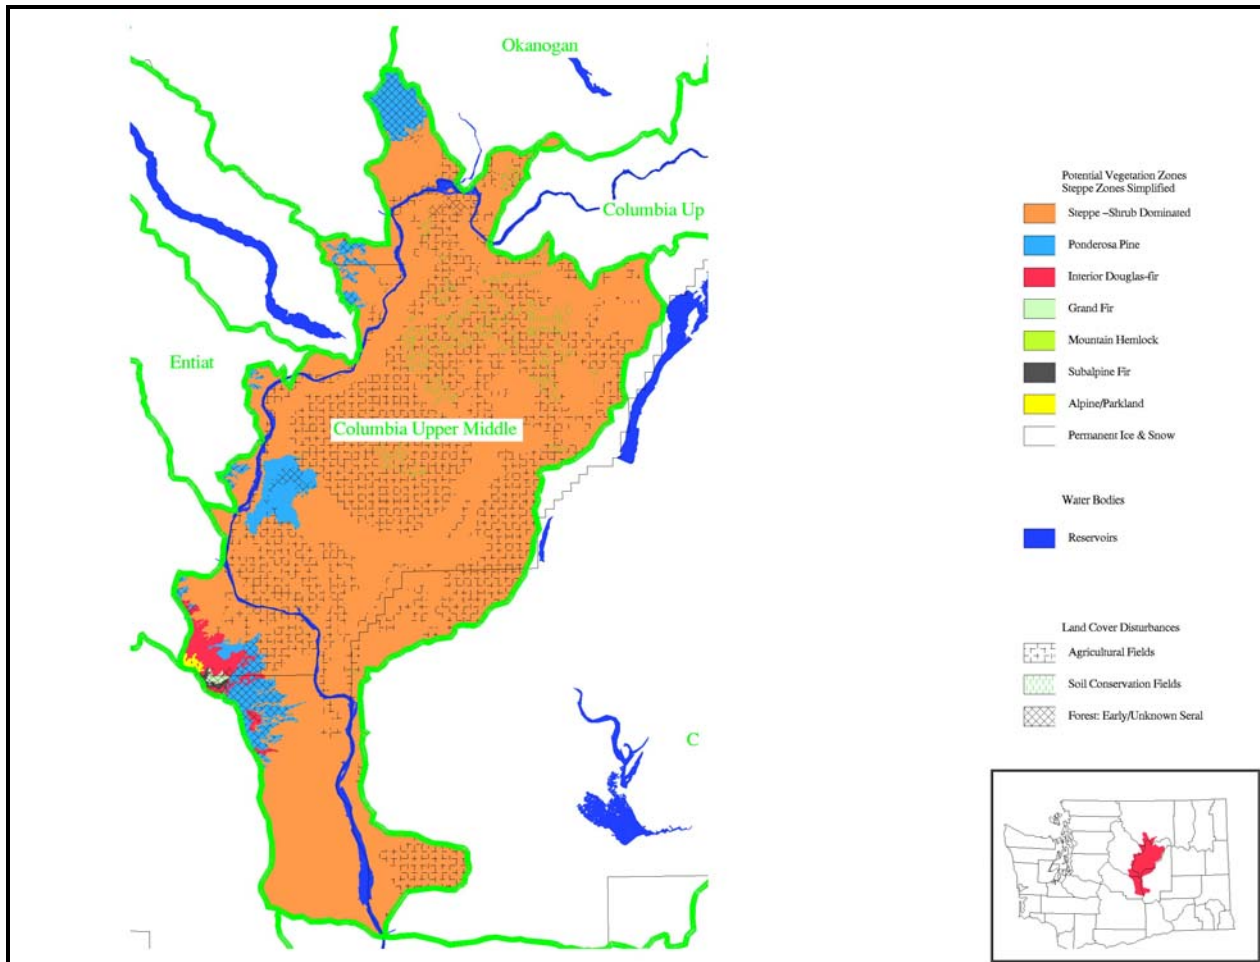 Okanogan
Columbia Up
Entiat
Columbia Upper Middle
C
Potential Vegetation Zones
Steppe Zones Simplified
Steppe –Shrub Dominated
Ponderosa Pine
Interior Douglas-fir
Grand Fir
Mountain Hemlock
Subalpine Fir
Alpine/Parkland
Permanent Ice & Snow
Water Bodies
Reservoirs
Land Cover Disturbances
Agricultural Fields
Soil Conservation Fields
Forest: Early/Unknown Seral